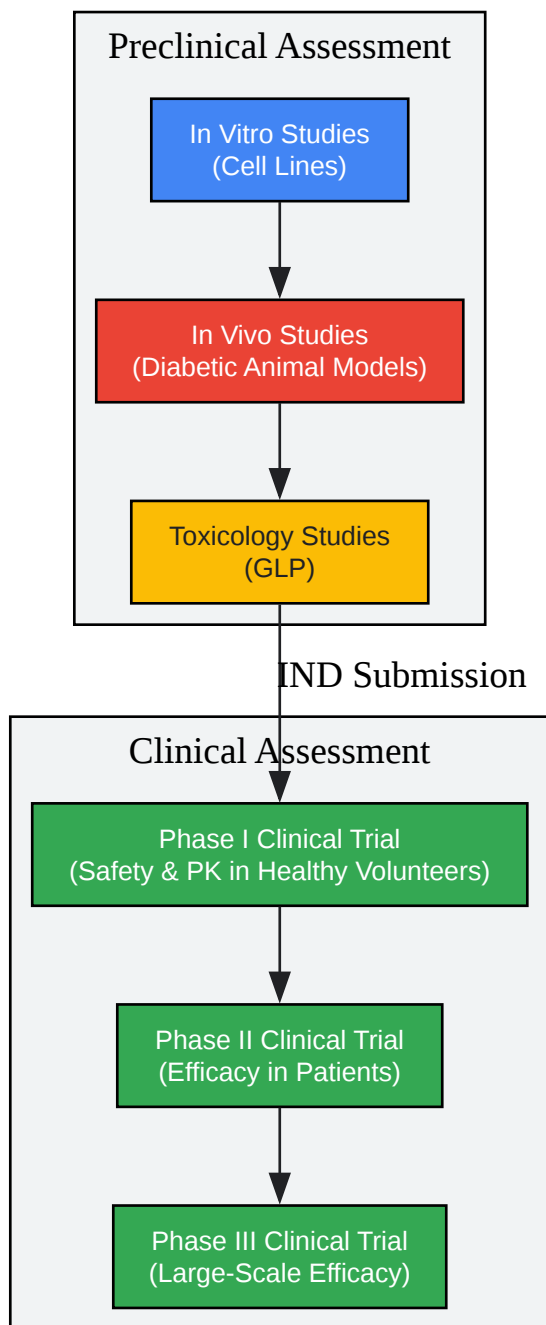 Preclinical Assessment
In Vitro Studies
(Cell Lines)
In Vivo Studies
(Diabetic Animal Models)
Toxicology Studies
(GLP)
IND Submission
Clinical Assessment
Phase I Clinical Trial
(Safety & PK in Healthy Volunteers)
Phase II Clinical Trial
(Efficacy in Patients)
Phase III Clinical Trial
(Large-Scale Efficacy)